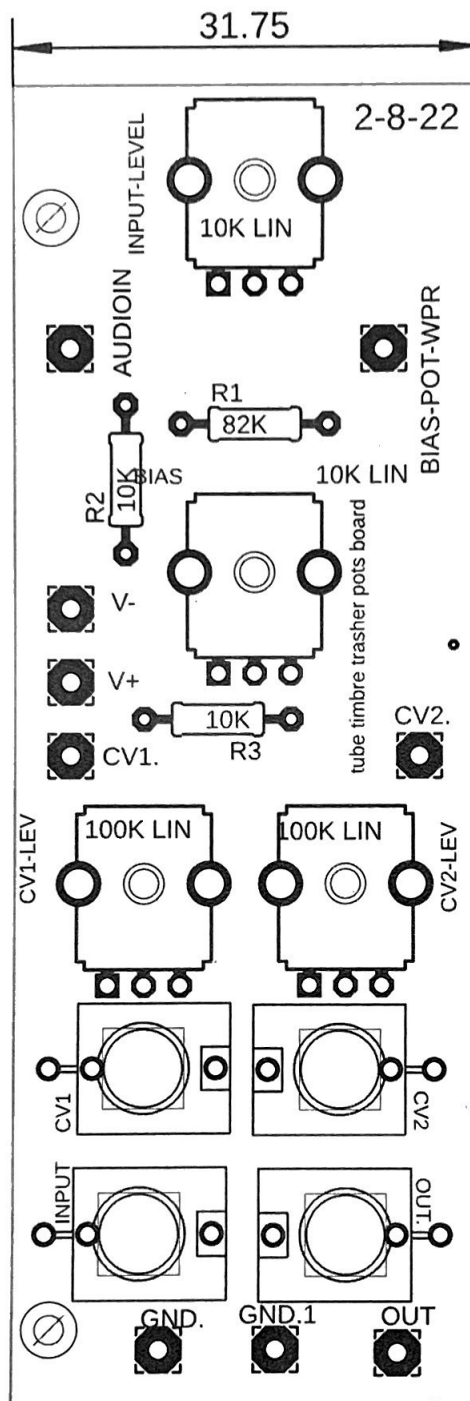 31.75
2-8-22
INPUT-LEVEL
10K LIN
AUDIOIN
BIAS-POT-WPR
R1
82K
R2
10K
BIAS
10K LIN
V-
V+
tube timbre trasher pots board
10K
R3
CV1.
CV2.
CV1-LEV
100K LIN
100K LIN
CV2-LEV
CV1
CV2
INPUT
OUT.
GND.
GND.1
OUT